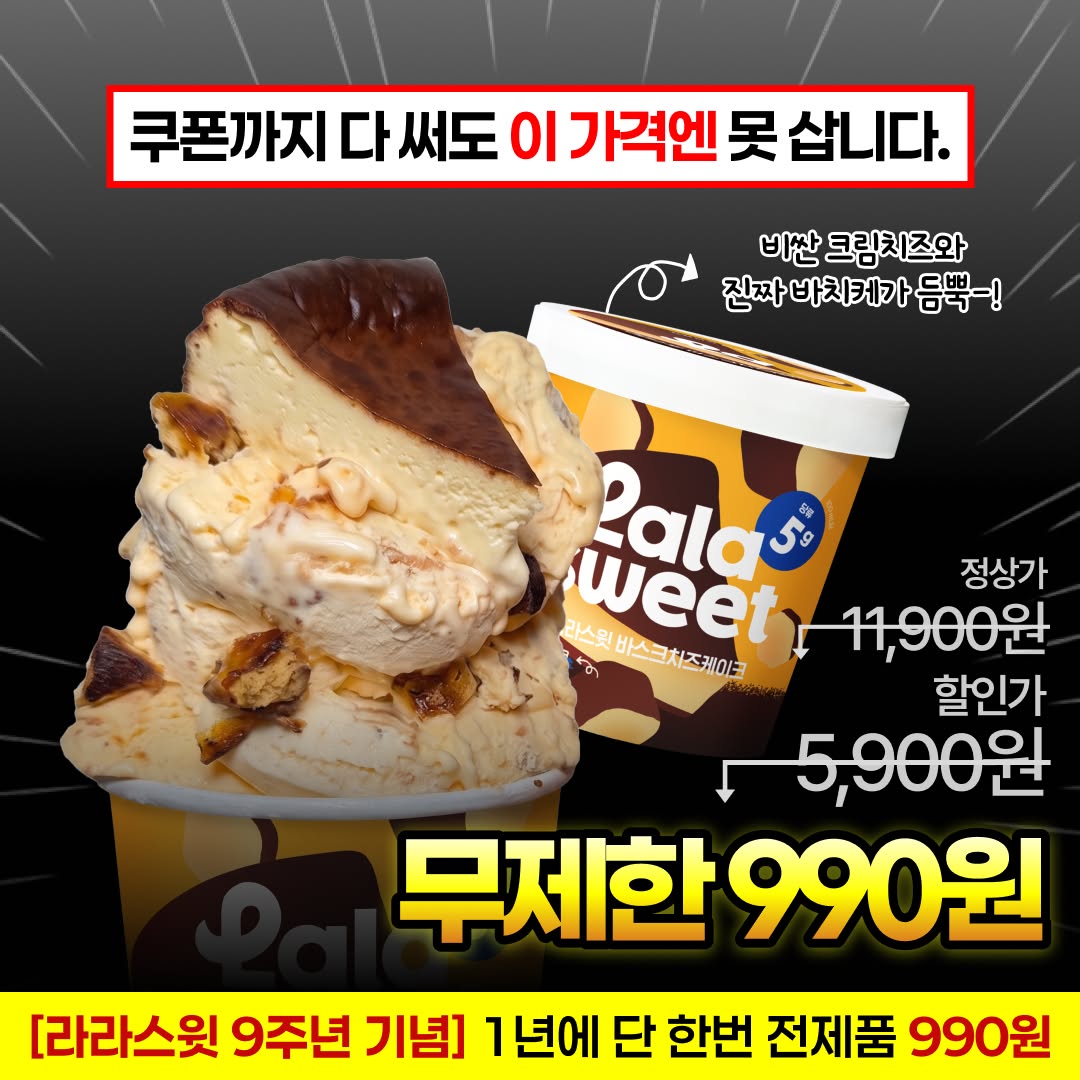 쿠폰까지 다 써도 이 가격엔 못 삽니다.
비싼 크림치즈와
진짜 바치케가 듬뿍-!
당류
5g
Lala
Sweet
라스윗 바스크치즈케이크
정상가
11,900원
할인가
5,900원
무제한 990원
Lala
[라라스윗 9주년 기념] 1년에 단 한번 전제품 990원